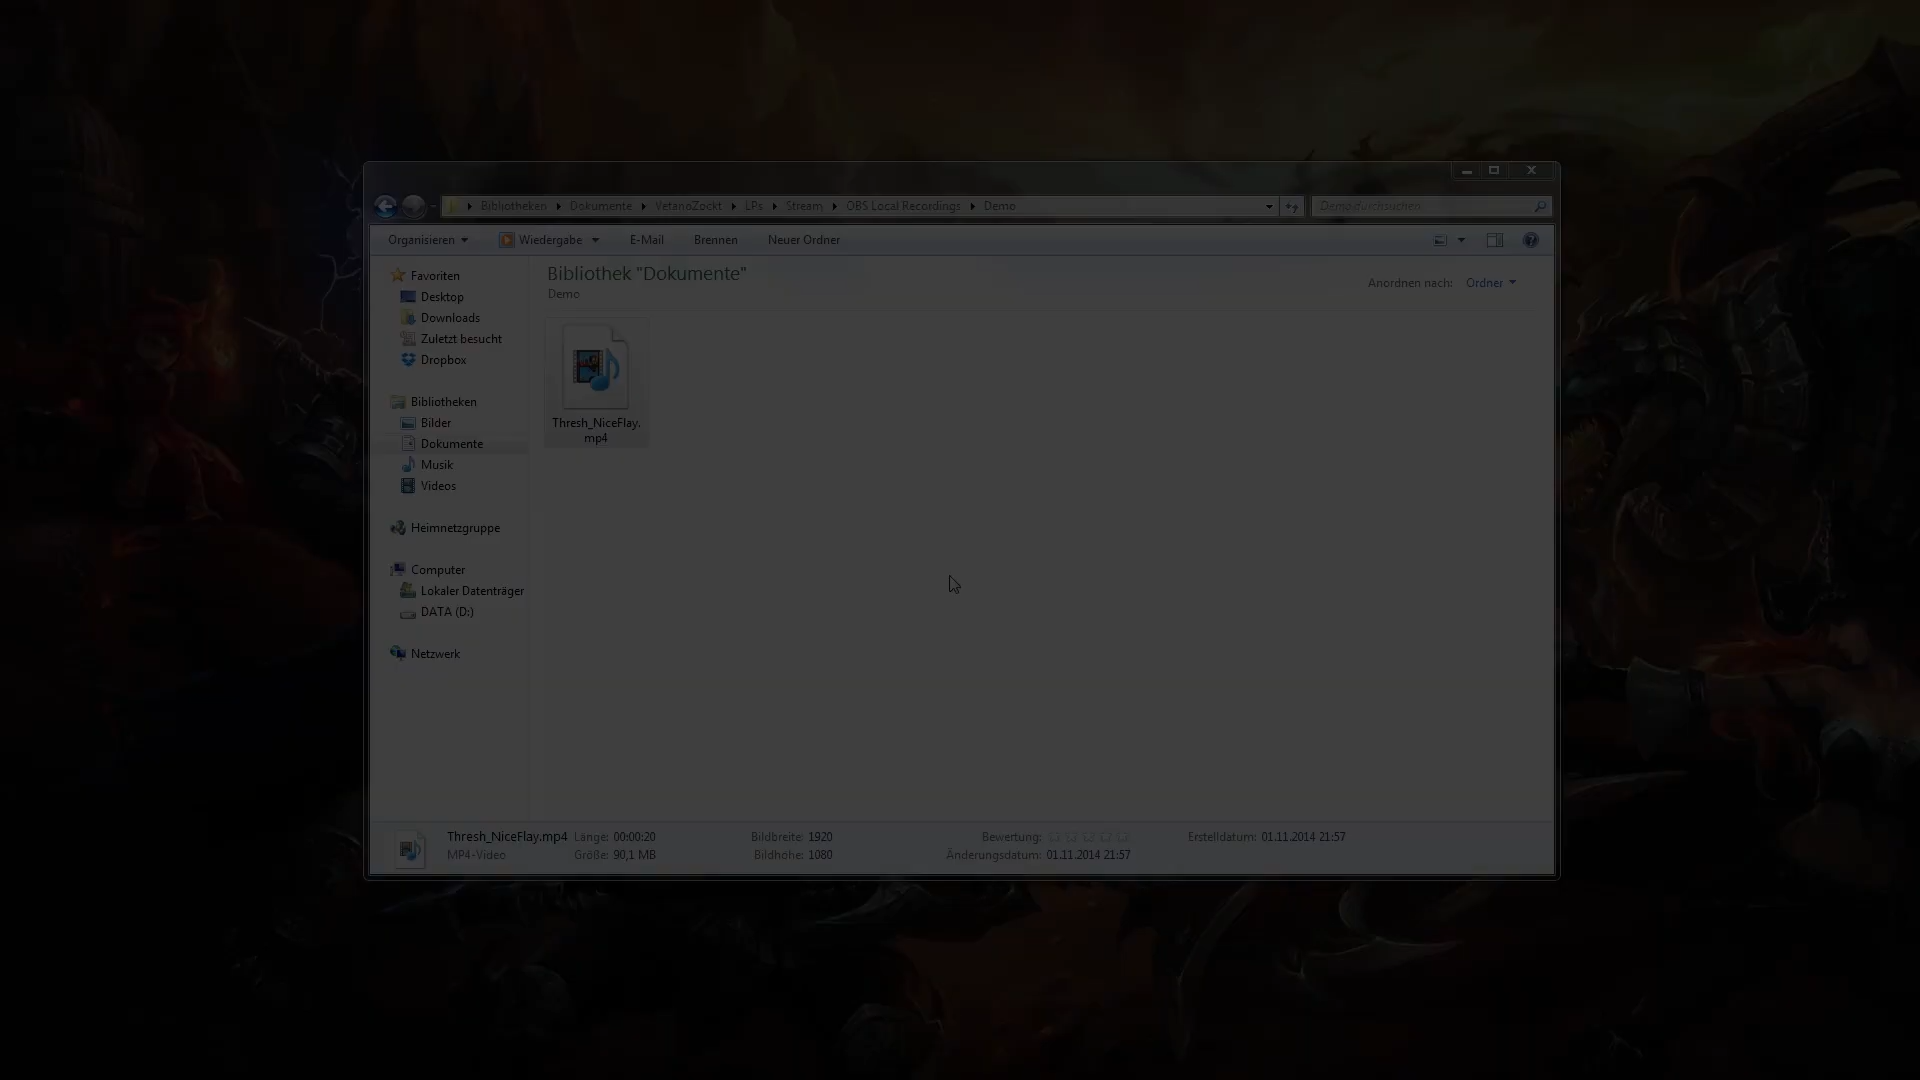 Bibliotheken Dokumente VetanoZockt LPs Stream OBS Local Recordings Demo
Demo durchsuchen
Organisieren Wiedergabe E-Mail Brennen Neuer Ordner
Favoriten
Desktop
Downloads
Zuletzt besucht
Dropbox
Bibliotheken
Bilder
Dokumente
Musik
Videos
Heimnetzgruppe
Computer
Lokaler Datenträger
DATA (D:)
Netzwerk
Bibliothek "Dokumente"
Demo
Anordnen nach: Ordner
Thresh_NiceFlay.
mp4
Thresh_NiceFlay.mp4 Länge: 00:00:20 Bildbreite: 1920 Bewertung: Erstelldatum: 01.11.2014 21:57
MP4-Video Größe: 90,1 MB Bildhöhe: 1080 Änderungsdatum: 01.11.2014 21:57